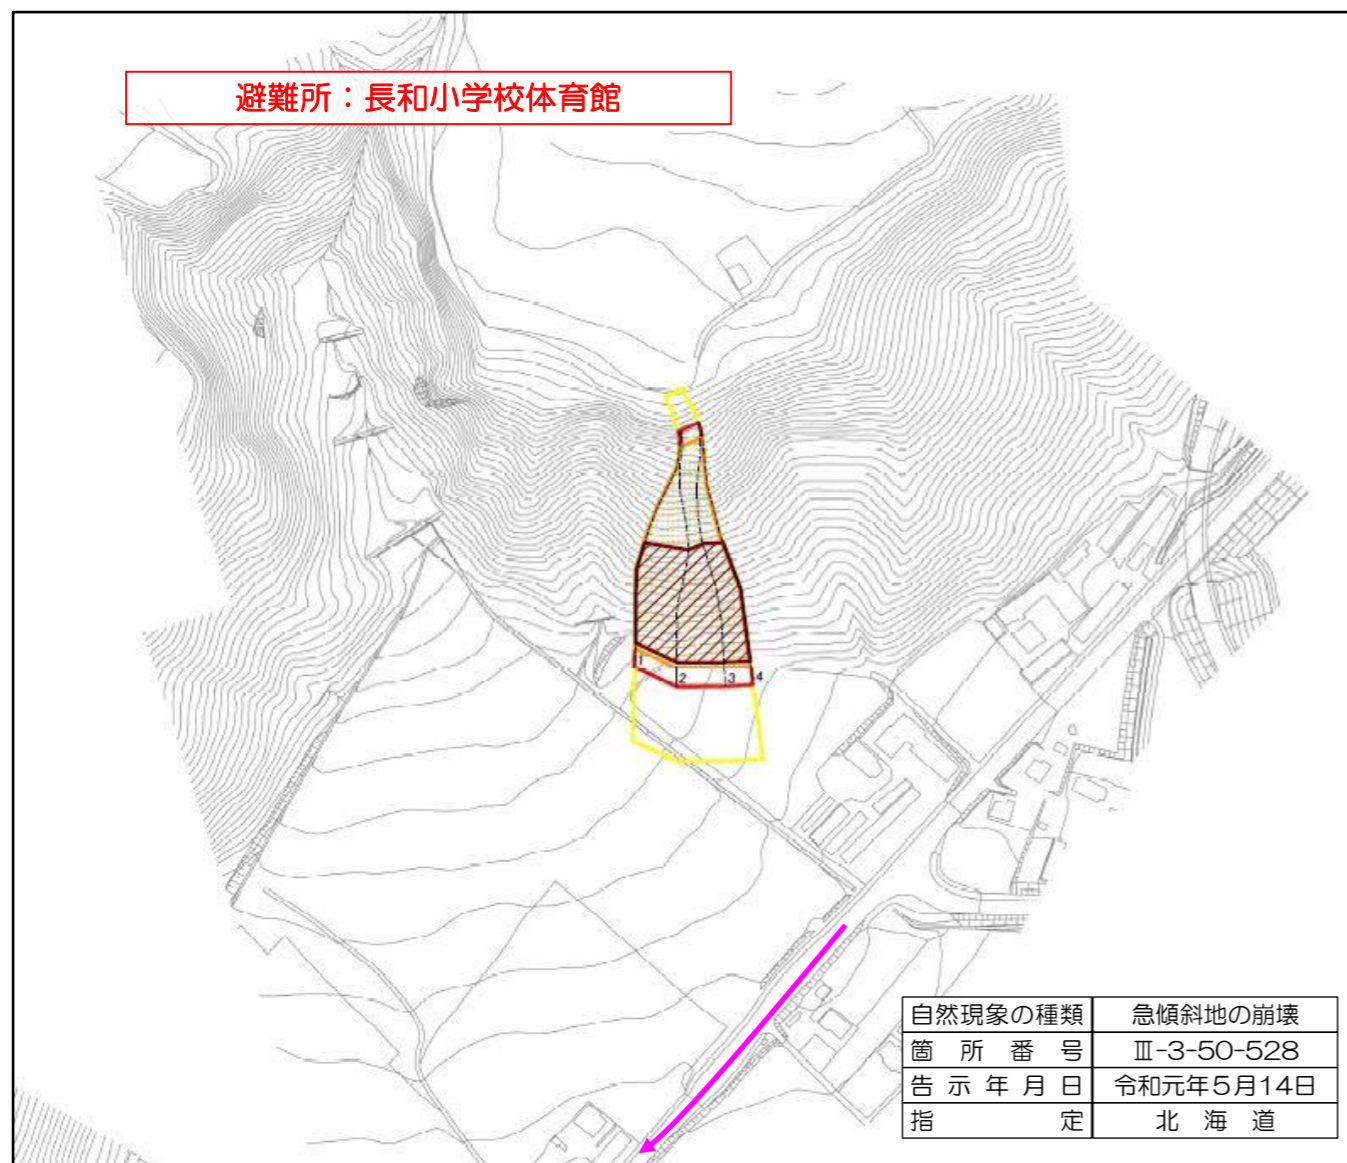 避難所：長和小学校体育館
1
2
3
4
自然現象の種類 急傾斜地の崩壊
箇所番号 Ⅲ-3-50-528
告示年月日 令和元年5月14日
指定 北海道